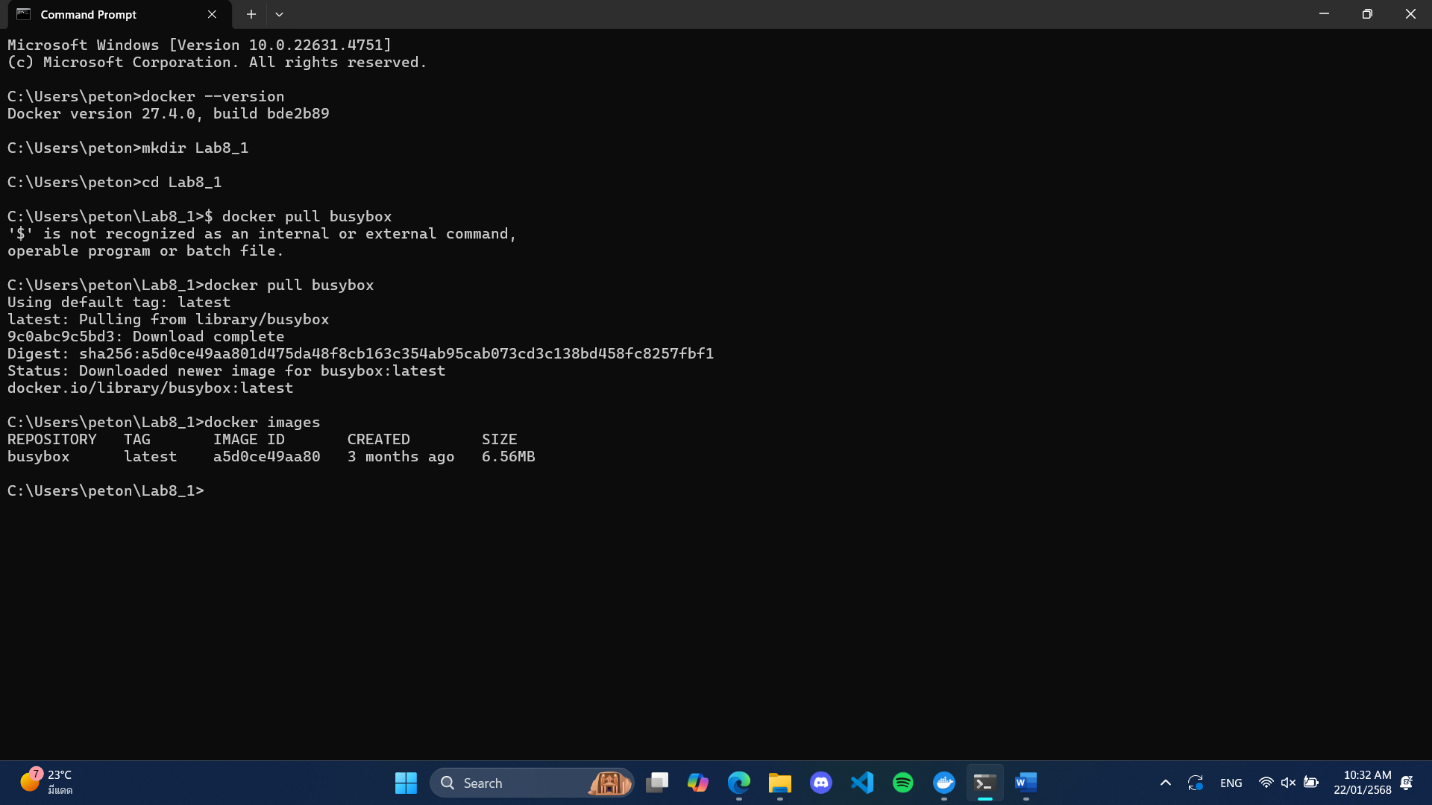 Command Prompt
Microsoft Windows [Version 10.0.22631.4751]
(c) Microsoft Corporation. All rights reserved.
C:\Users\peton>docker --version
Docker version 27.4.0, build bde2b89
C:\Users\peton>mkdir Lab8_1
C:\Users\peton>cd Lab8_1
C:\Users\peton\Lab8_1>$ docker pull busybox
'$' is not recognized as an internal or external command,
operable program or batch file.
C:\Users\peton\Lab8_1>docker pull busybox
Using default tag: latest
latest: Pulling from library/busybox
9c0abc9c5bd3: Download complete
Digest: sha256:a5d0ce49aa801d475da48f8cb163c354ab95cab073cd3c138bd458fc8257fbf1
Status: Downloaded newer image for busybox:latest
docker.io/library/busybox:latest
C:\Users\peton\Lab8_1>docker images
REPOSITORY TAG IMAGE ID CREATED SIZE
busybox latest a5d0ce49aa80 3 months ago 6.56MB
C:\Users\peton\Lab8_1>
7 23°C
มีแดด
Search
ENG
10:32 AM
22/01/2568